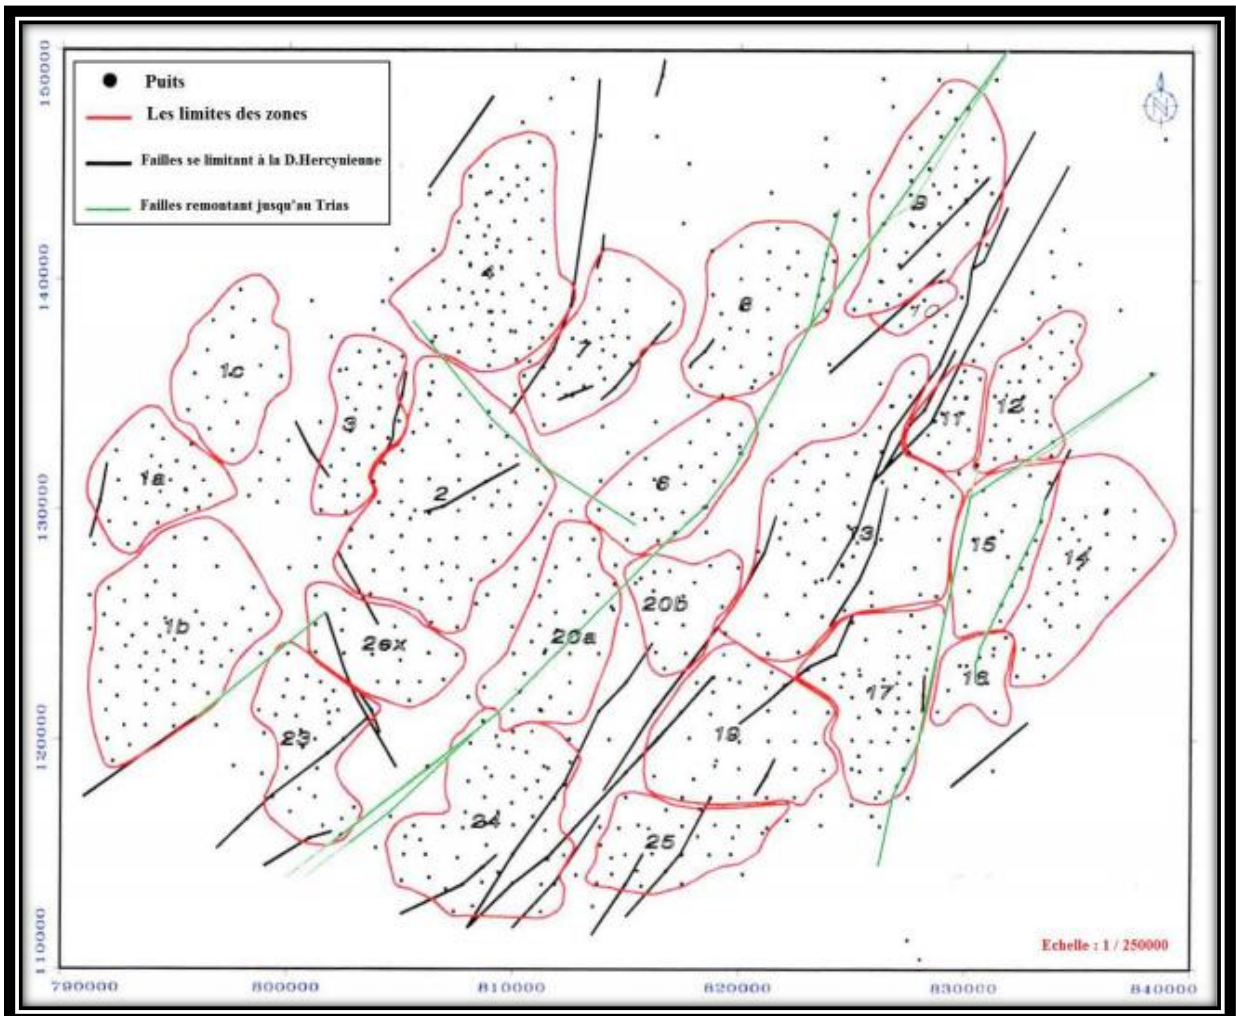 Puits
Les limites des zones
Failles se limitant à la D.Hercynienne
Failles remontant jusqu'au Trias
N
150000
140000
130000
120000
110000
790000
800000
810000
820000
830000
840000
4
9
10
8
7
1c
3
12
11
1a
2
6
13
15
14
1b
20b
20a
2ex
17
16
19
23
24
25
Echelle : 1 / 250000